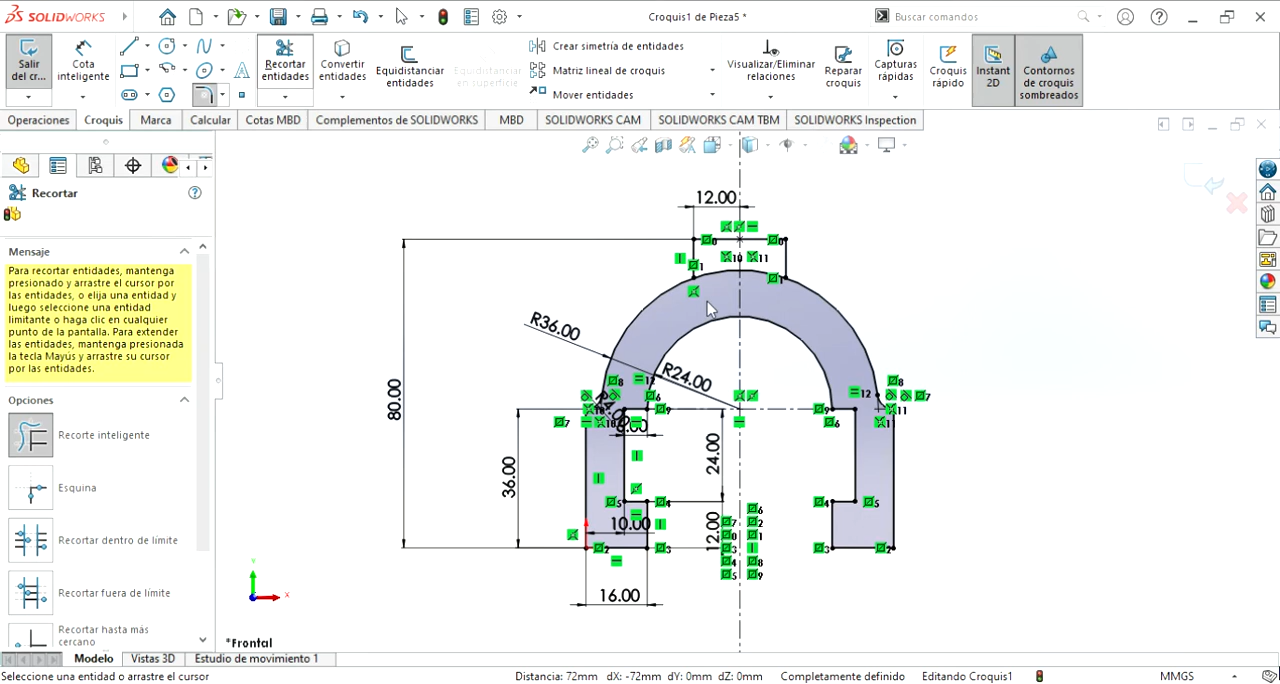 SOLIDWORKS
Croquis1 de Pieza5 *
Buscar comandos
Salir del cr...
Cota inteligente
Recortar entidades
Convertir entidades
Equidistanciar entidades
Equidistanciar en superficie
Crear simetría de entidades
Matriz lineal de croquis
Mover entidades
Visualizar/Eliminar relaciones
Reparar croquis
Capturas rápidas
Croquis rápido
Instant 2D
Contornos de croquis sombreados
Operaciones
Croquis
Marca
Calcular
Cotas MBD
Complementos de SOLIDWORKS
MBD
SOLIDWORKS CAM
SOLIDWORKS CAM TBM
SOLIDWORKS Inspection
Recortar
Mensaje
Para recortar entidades, mantenga
presionado y arrastre el cursor por
las entidades, o elija una entidad y
luego seleccione una entidad
limitante o haga clic en cualquier
punto de la pantalla. Para extender
las entidades, mantenga presionada
la tecla Mayús y arrastre su cursor
por las entidades.
Opciones
Recorte inteligente
Esquina
Recortar dentro de límite
Recortar fuera de límite
Recortar hasta más
cercano
12.00
R36.00
R24.00
80.00
36.00
24.00
10.00
12.00
16.00
*Frontal
Modelo
Vistas 3D
Estudio de movimiento 1
Seleccione una entidad o arrastre el cursor
Distancia: 72mm dX: -72mm dY: 0mm dZ: 0mm
Completamente definido
Editando Croquis1
MMGS